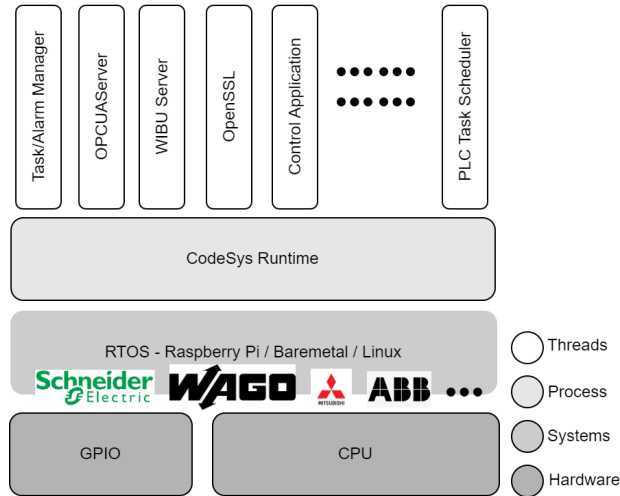 Task/Alarm Manager
OPCUAServer
WIBU Server
OpenSSL
Control Application
PLC Task Scheduler
CodeSys Runtime
RTOS - Raspberry Pi / Baremetal / Linux
Schneider
Electric
WAGO
MITSUBISHI
ABB
GPIO
CPU
Threads
Process
Systems
Hardware